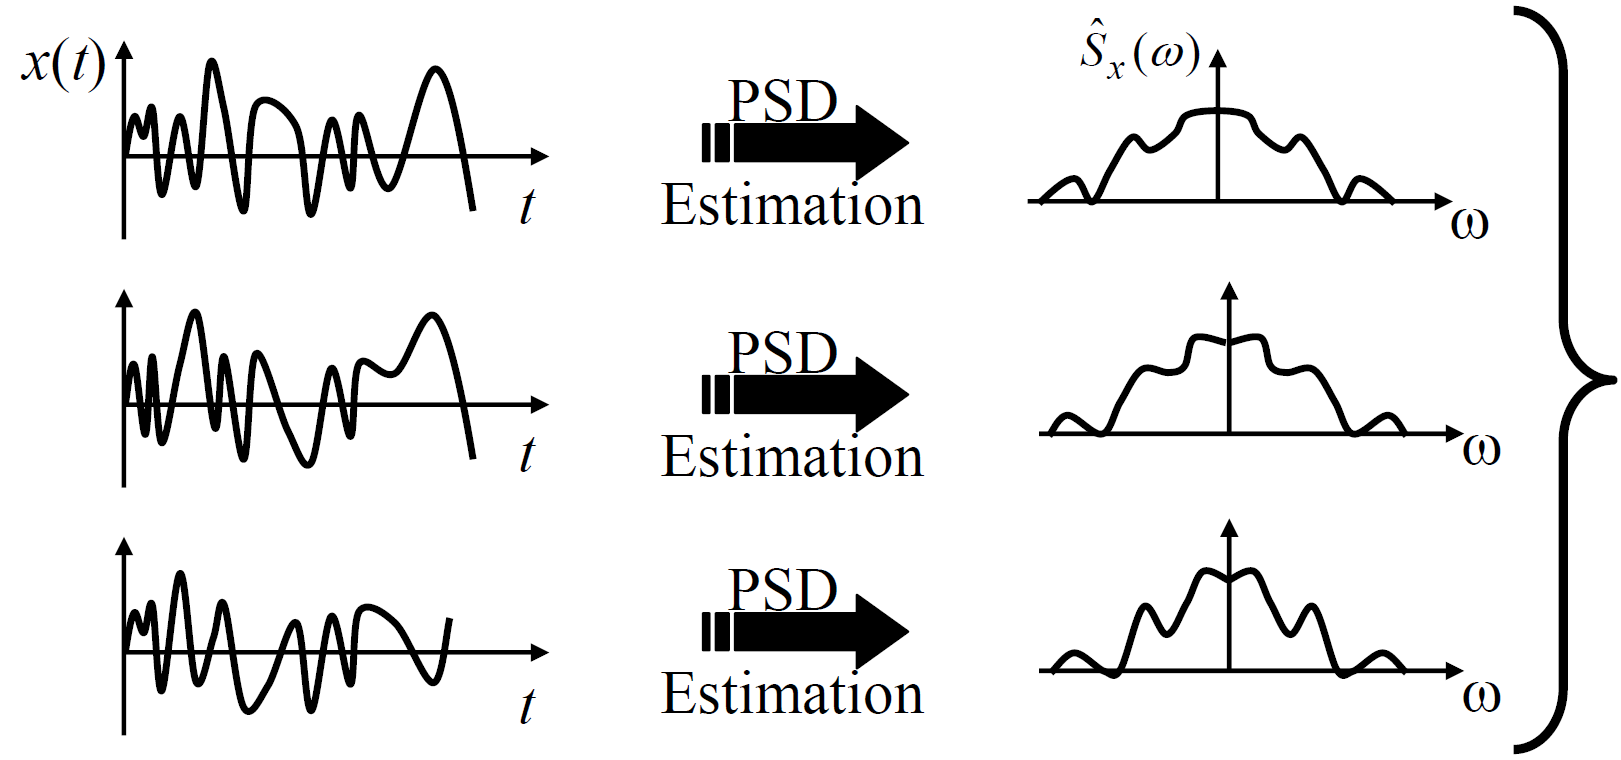 x(t)
t
PSD
Estimation
Ŝx(ω)
ω
t
PSD
Estimation
ω
t
PSD
Estimation
ω